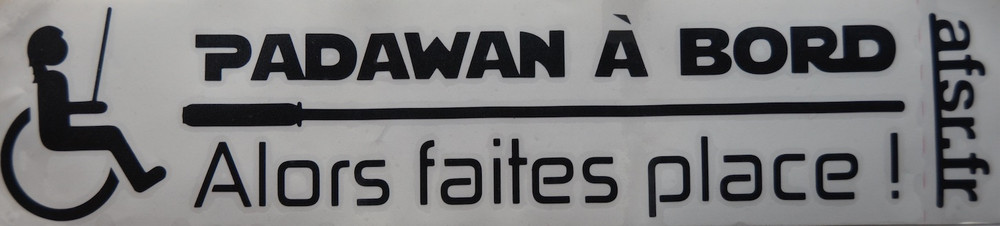 PADAWAN À BORD
Alors faites place !
afsr.fr